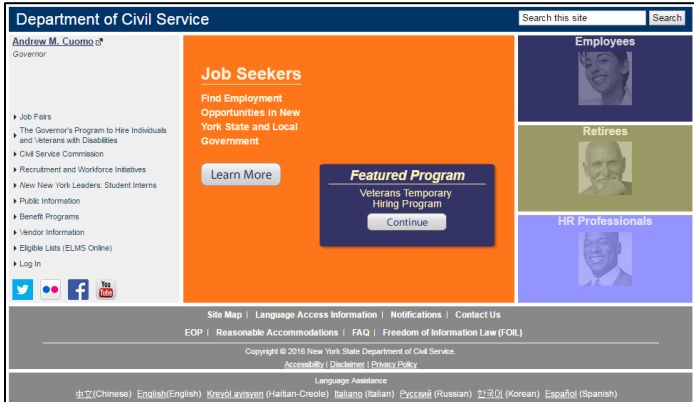 Department of Civil Service
Search this site
Search
Andrew M. Cuomo
Governor
Job Fairs
The Governor's Program to Hire Individuals
and Veterans with Disabilities
Civil Service Commission
Recruitment and Workforce Initiatives
New New York Leaders: Student Interns
Public Information
Benefit Programs
Vendor Information
Eligible Lists (ELMS Online)
Log In
You
Tube
Job Seekers
Find Employment
Opportunities in New
York State and Local
Government
Learn More
Featured Program
Veterans Temporary
Hiring Program
Continue
Employees
Retirees
HR Professionals
Site Map | Language Access Information | Notifications | Contact Us
EOP | Reasonable Accommodations | FAQ | Freedom of Information Law (FOIL)
Copyright © 2016 New York State Department of Civil Service.
Accessibility | Disclaimer | Privacy Policy
Language Assistance
中文(Chinese) English(English) Kreyòl ayisyen (Haitian-Creole) Italiano (Italian) Русский (Russian) 한국어 (Korean) Español (Spanish)